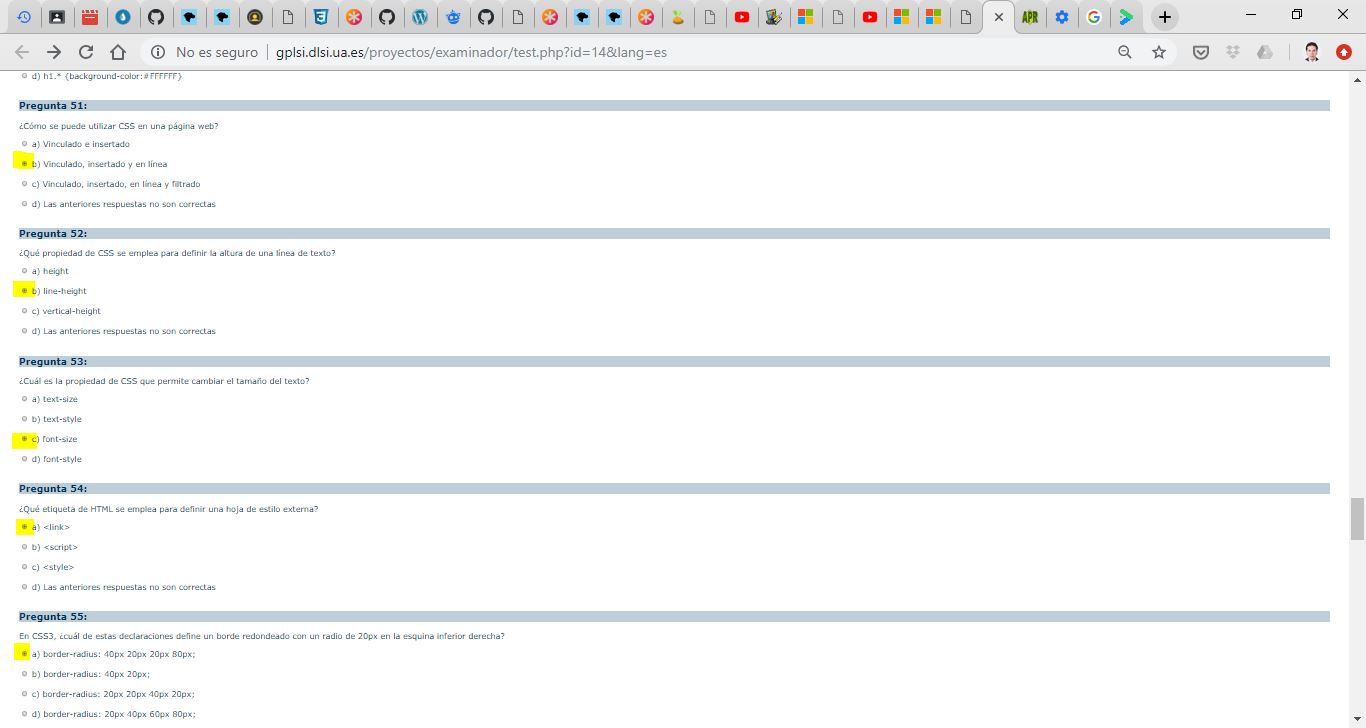 APR
No es seguro
gplsi.dlsi.ua.es/proyectos/examinador/test.php?id=14&lang=es
d) h1.* {background-color:#FFFFFF}
Pregunta 51:
¿Cómo se puede utilizar CSS en una página web?
a) Vinculado e insertado
b) Vinculado, insertado y en línea
c) Vinculado, insertado, en línea y filtrado
d) Las anteriores respuestas no son correctas
Pregunta 52:
¿Qué propiedad de CSS se emplea para definir la altura de una línea de texto?
a) height
b) line-height
c) vertical-height
d) Las anteriores respuestas no son correctas
Pregunta 53:
¿Cuál es la propiedad de CSS que permite cambiar el tamaño del texto?
a) text-size
b) text-style
c) font-size
d) font-style
Pregunta 54:
¿Qué etiqueta de HTML se emplea para definir una hoja de estilo externa?
a) <link>
b) <script>
c) <style>
d) Las anteriores respuestas no son correctas
Pregunta 55:
En CSS3, ¿cuál de estas declaraciones define un borde redondeado con un radio de 20px en la esquina inferior derecha?
a) border-radius: 40px 20px 20px 80px;
b) border-radius: 40px 20px;
c) border-radius: 20px 20px 40px 20px;
d) border-radius: 20px 40px 60px 80px;